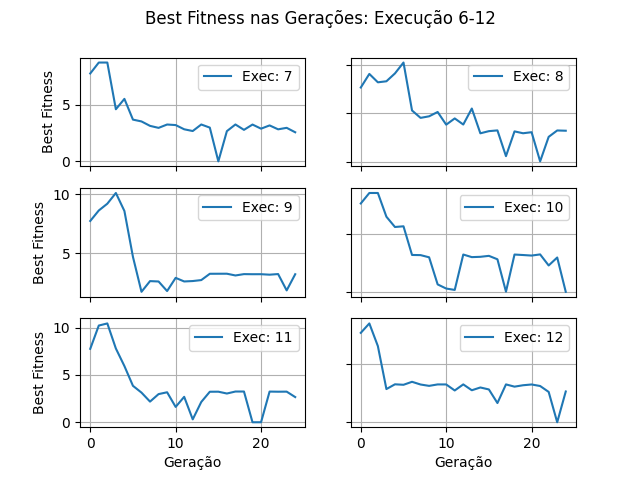 Best Fitness nas Gerações: Execução 6-12
Best Fitness
5
0
Exec: 7
Exec: 8
Best Fitness
10
5
Exec: 9
Exec: 10
Best Fitness
10
5
0
Exec: 11
Exec: 12
0 10 20
0 10 20
Geração
Geração